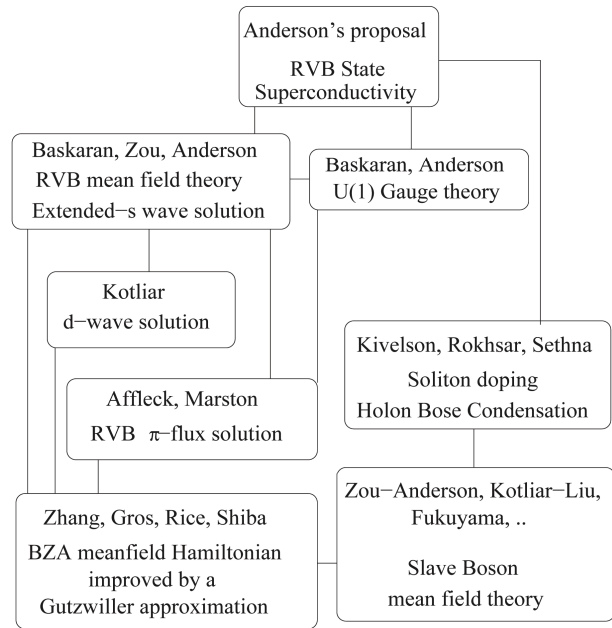 Anderson’s proposal
RVB State
Superconductivity
Baskaran, Zou, Anderson
RVB mean field theory
Extended−s wave solution
Baskaran, Anderson
U(1) Gauge theory
Kotliar
d−wave solution
Kivelson, Rokhsar, Sethna
Soliton doping
Holon Bose Condensation
Affleck, Marston
RVB π−flux solution
Zhang, Gros, Rice, Shiba
BZA meanfield Hamiltonian
improved by a
Gutzwiller approximation
Zou−Anderson, Kotliar−Liu,
Fukuyama, ..
Slave Boson
mean field theory